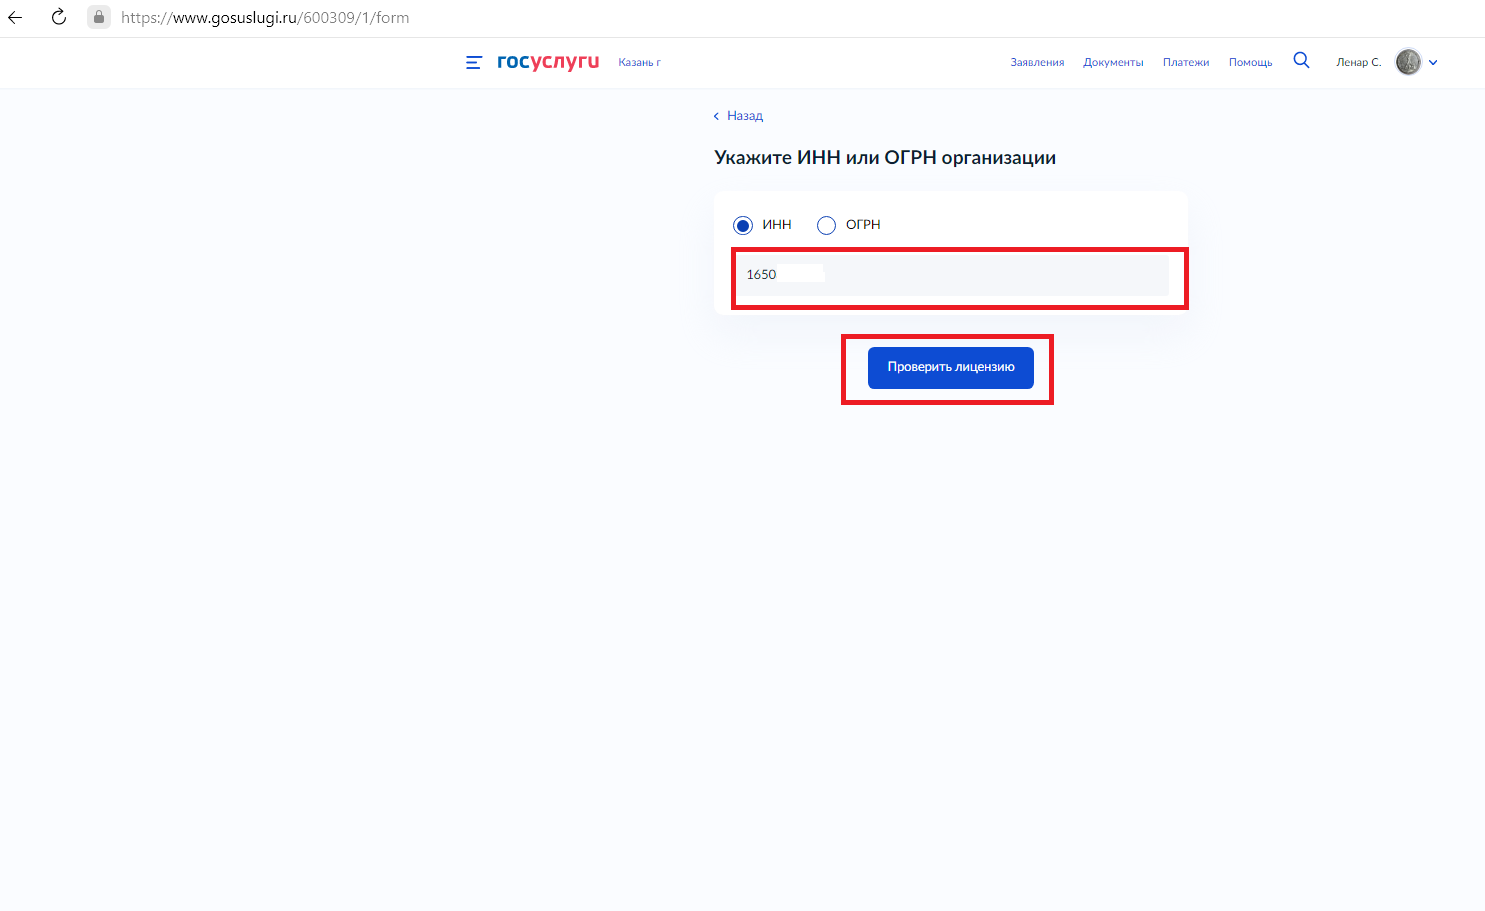 https://www.gosuslugi.ru/600309/1/form
госуслуги Казань г Заявления Документы Платежи Помощь Ленар С.
Назад
Укажите ИНН или ОГРН организации
ИНН ОГРН
1650
Проверить лицензию